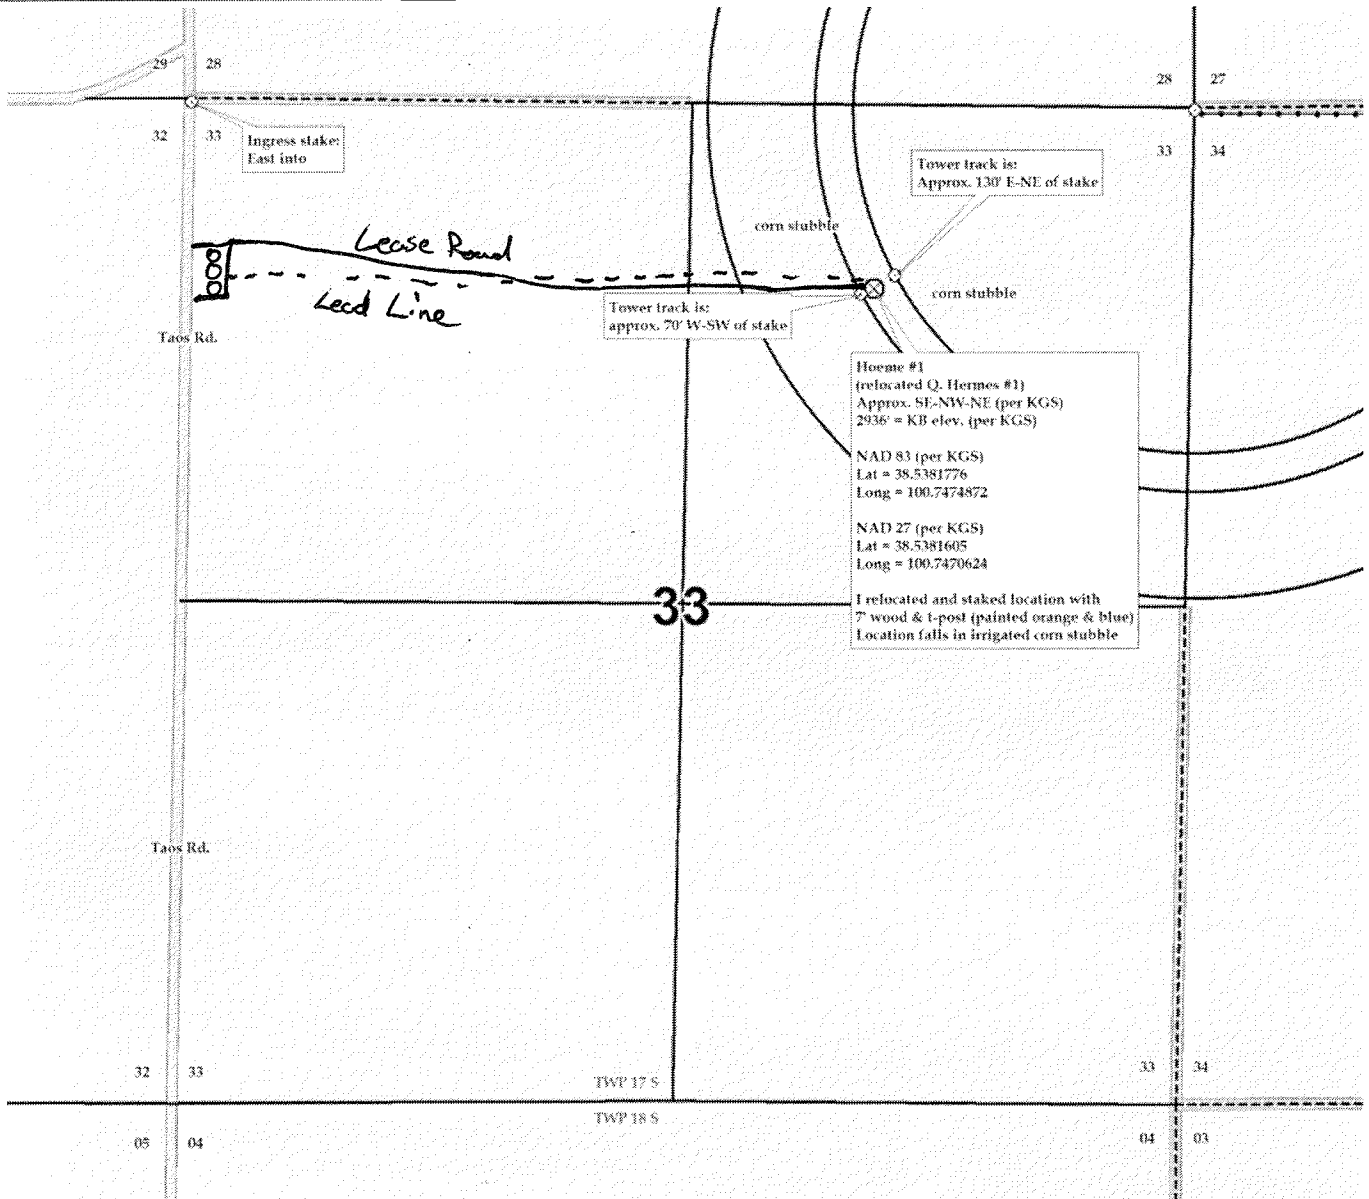 29 28
28 27
32 33
Ingress stake:
East into
33 34
Tower track is:
Approx. 130' E-NE of stake
corn stubble
Lease Road
corn stubble
Lead Line
Tower track is:
approx. 70' W-SW of stake
Taos Rd.
Hoeme #1
(relocated Q. Hermes #1)
Approx. SE-NW-NE (per KGS)
2936' = KB elev. (per KGS)
NAD 83 (per KGS)
Lat = 38.5381776
Long = 100.7474872
NAD 27 (per KGS)
Lat = 38.5381605
Long = 100.7470624
I relocated and staked location with
7' wood & t-post (painted orange & blue)
Location falls in irrigated corn stubble
33
Taos Rd.
32 33
33 34
TWP 17 S
TWP 18 S
05 04
04 03